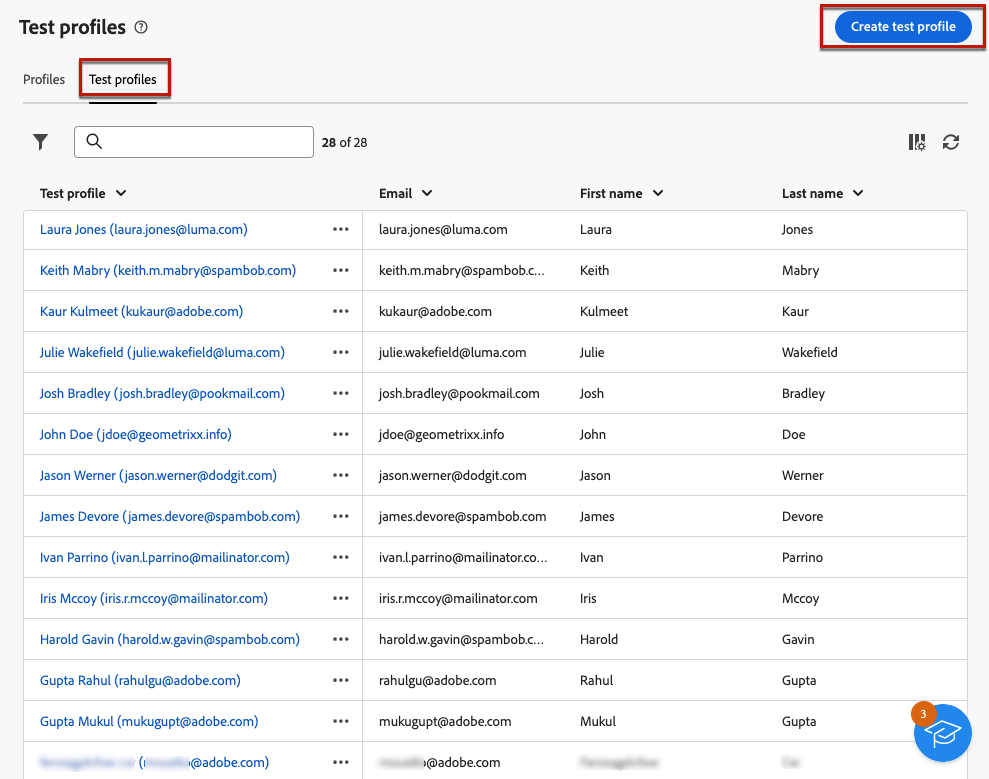 Test profiles
Create test profile
Profiles Test profiles
28 of 28
Test profile Email First name Last name
Laura Jones (laura.jones@luma.com) ••• laura.jones@luma.com Laura Jones
Keith Mabry (keith.m.mabry@spambob.com) ••• keith.m.mabry@spambob.c... Keith Mabry
Kaur Kulmeet (kukaur@adobe.com) ••• kukaur@adobe.com Kulmeet Kaur
Julie Wakefield (julie.wakefield@luma.com) ••• julie.wakefield@luma.com Julie Wakefield
Josh Bradley (josh.bradley@pookmail.com) ••• josh.bradley@pookmail.com Josh Bradley
John Doe (jdoe@geometrixx.info) ••• jdoe@geometrixx.info John Doe
Jason Werner (jason.werner@dodgit.com) ••• jason.werner@dodgit.com Jason Werner
James Devore (james.devore@spambob.com) ••• james.devore@spambob.com James Devore
Ivan Parrino (ivan.l.parrino@mailinator.com) ••• ivan.l.parrino@mailinator.co... Ivan Parrino
Iris Mccoy (iris.r.mccoy@mailinator.com) ••• iris.r.mccoy@mailinator.com Iris Mccoy
Harold Gavin (harold.w.gavin@spambob.com) ••• harold.w.gavin@spambob.c... Harold Gavin
Gupta Rahul (rahulgu@adobe.com) ••• rahulgu@adobe.com Rahul Gupta
Gupta Mukul (mukugupt@adobe.com) ••• mukugupt@adobe.com Mukul Gupta
3
@adobe.com) ••• @adobe.com